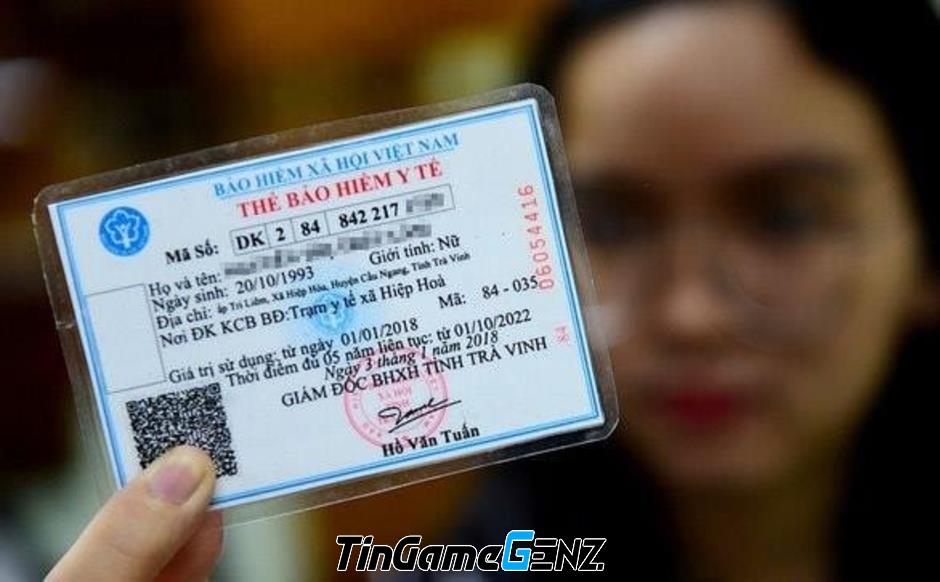 BẢO HIỂM XÃ HỘI VIỆT NAM
THẺ BẢO HIỂM Y TẾ
Mã Số: DK 2 84 842 217
Họ và tên:
Ngày sinh: 20/10/1993 Giới tính: Nữ
Địa chỉ: ấp Tri Liêm, Xã Hiệp Hòa, Huyện Cầu Ngang, Tỉnh Trà Vinh
Nơi ĐK KCB BĐ:Trạm y tế xã Hiệp Hoà
Mã: 84 - 035
Giá trị sử dụng: từ ngày 01/01/2018
Thời điểm đủ 05 năm liên tục: từ 01/10/2022
Ngày 3 tháng 1 năm 2018
GIÁM ĐỐC BHXH TỈNH TRÀ VINH
XÃ HỘI
Hồ Văn Tuấn
06054416
84
TinGameGENZ